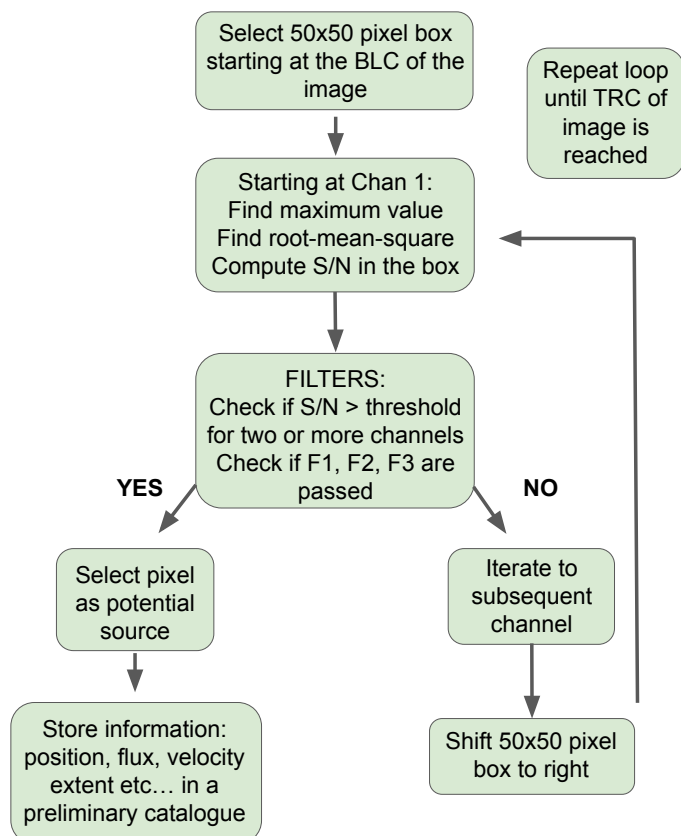 Select 50x50 pixel box
starting at the BLC of the
image
Repeat loop
until TRC of
image is
reached
Starting at Chan 1:
Find maximum value
Find root-mean-square
Compute S/N in the box
FILTERS:
Check if S/N > threshold
for two or more channels
Check if F1, F2, F3 are
passed
YES
NO
Select pixel
as potential
source
Iterate to
subsequent
channel
Store information:
position, flux, velocity
extent etc… in a
preliminary catalogue
Shift 50x50 pixel
box to right